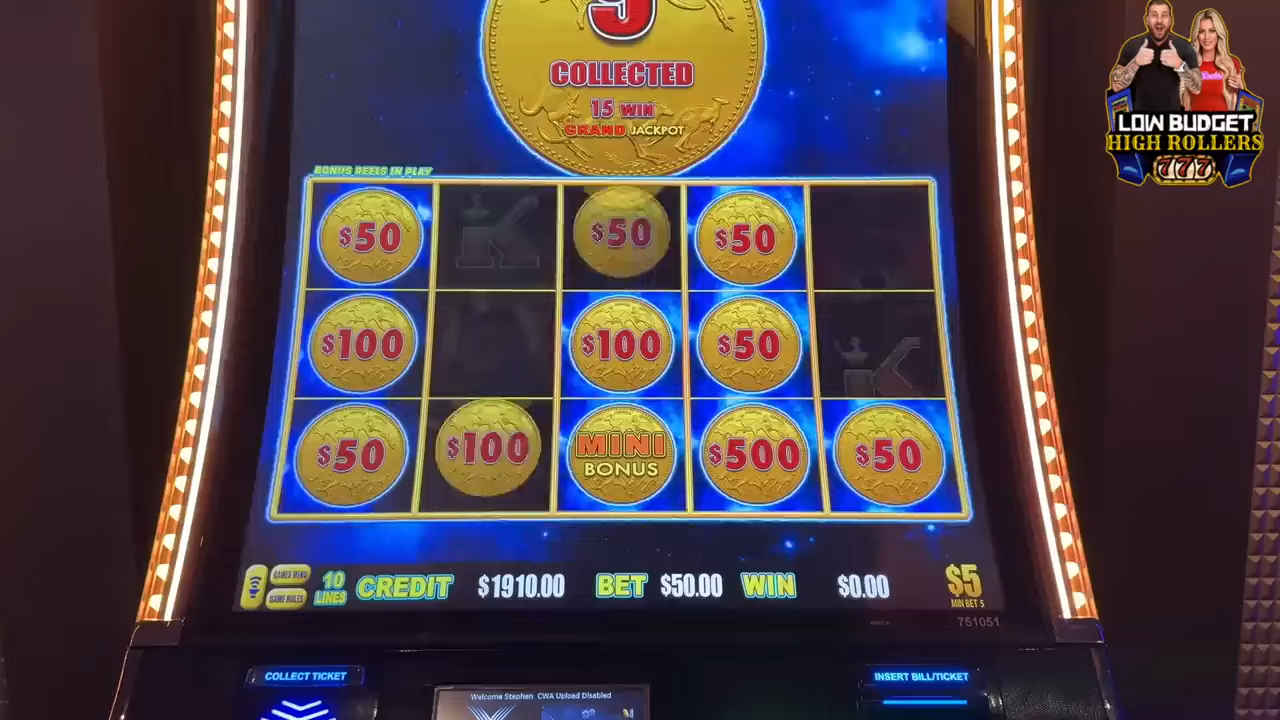 COLLECTED
15 WIN
GRAND JACKPOT
LOW BUDGET
HIGH ROLLERS
777
BONUS REELS IN PLAY
$50
$50
$50
$100
$100
$50
$50
$100
MINI
BONUS
$500
$50
GAMES MENU
GAME RULES
10
LINES
CREDIT $1910.00 BET $50.00 WIN $0.00
$5
MIN BET 5
751051
COLLECT TICKET
INSERT BILL/TICKET
Welcome Stephen CWA Upload Disabled